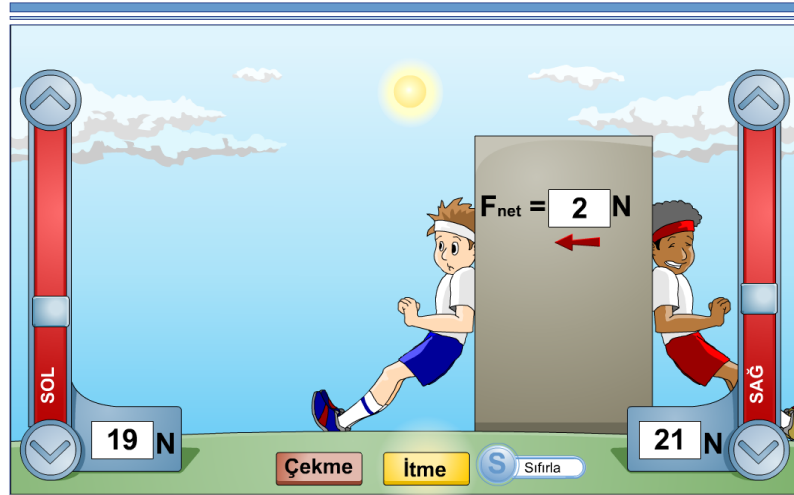 Fnet = 2 N
SOL
SAĞ
19 N
21 N
Çekme
İtme
S Sıfırla